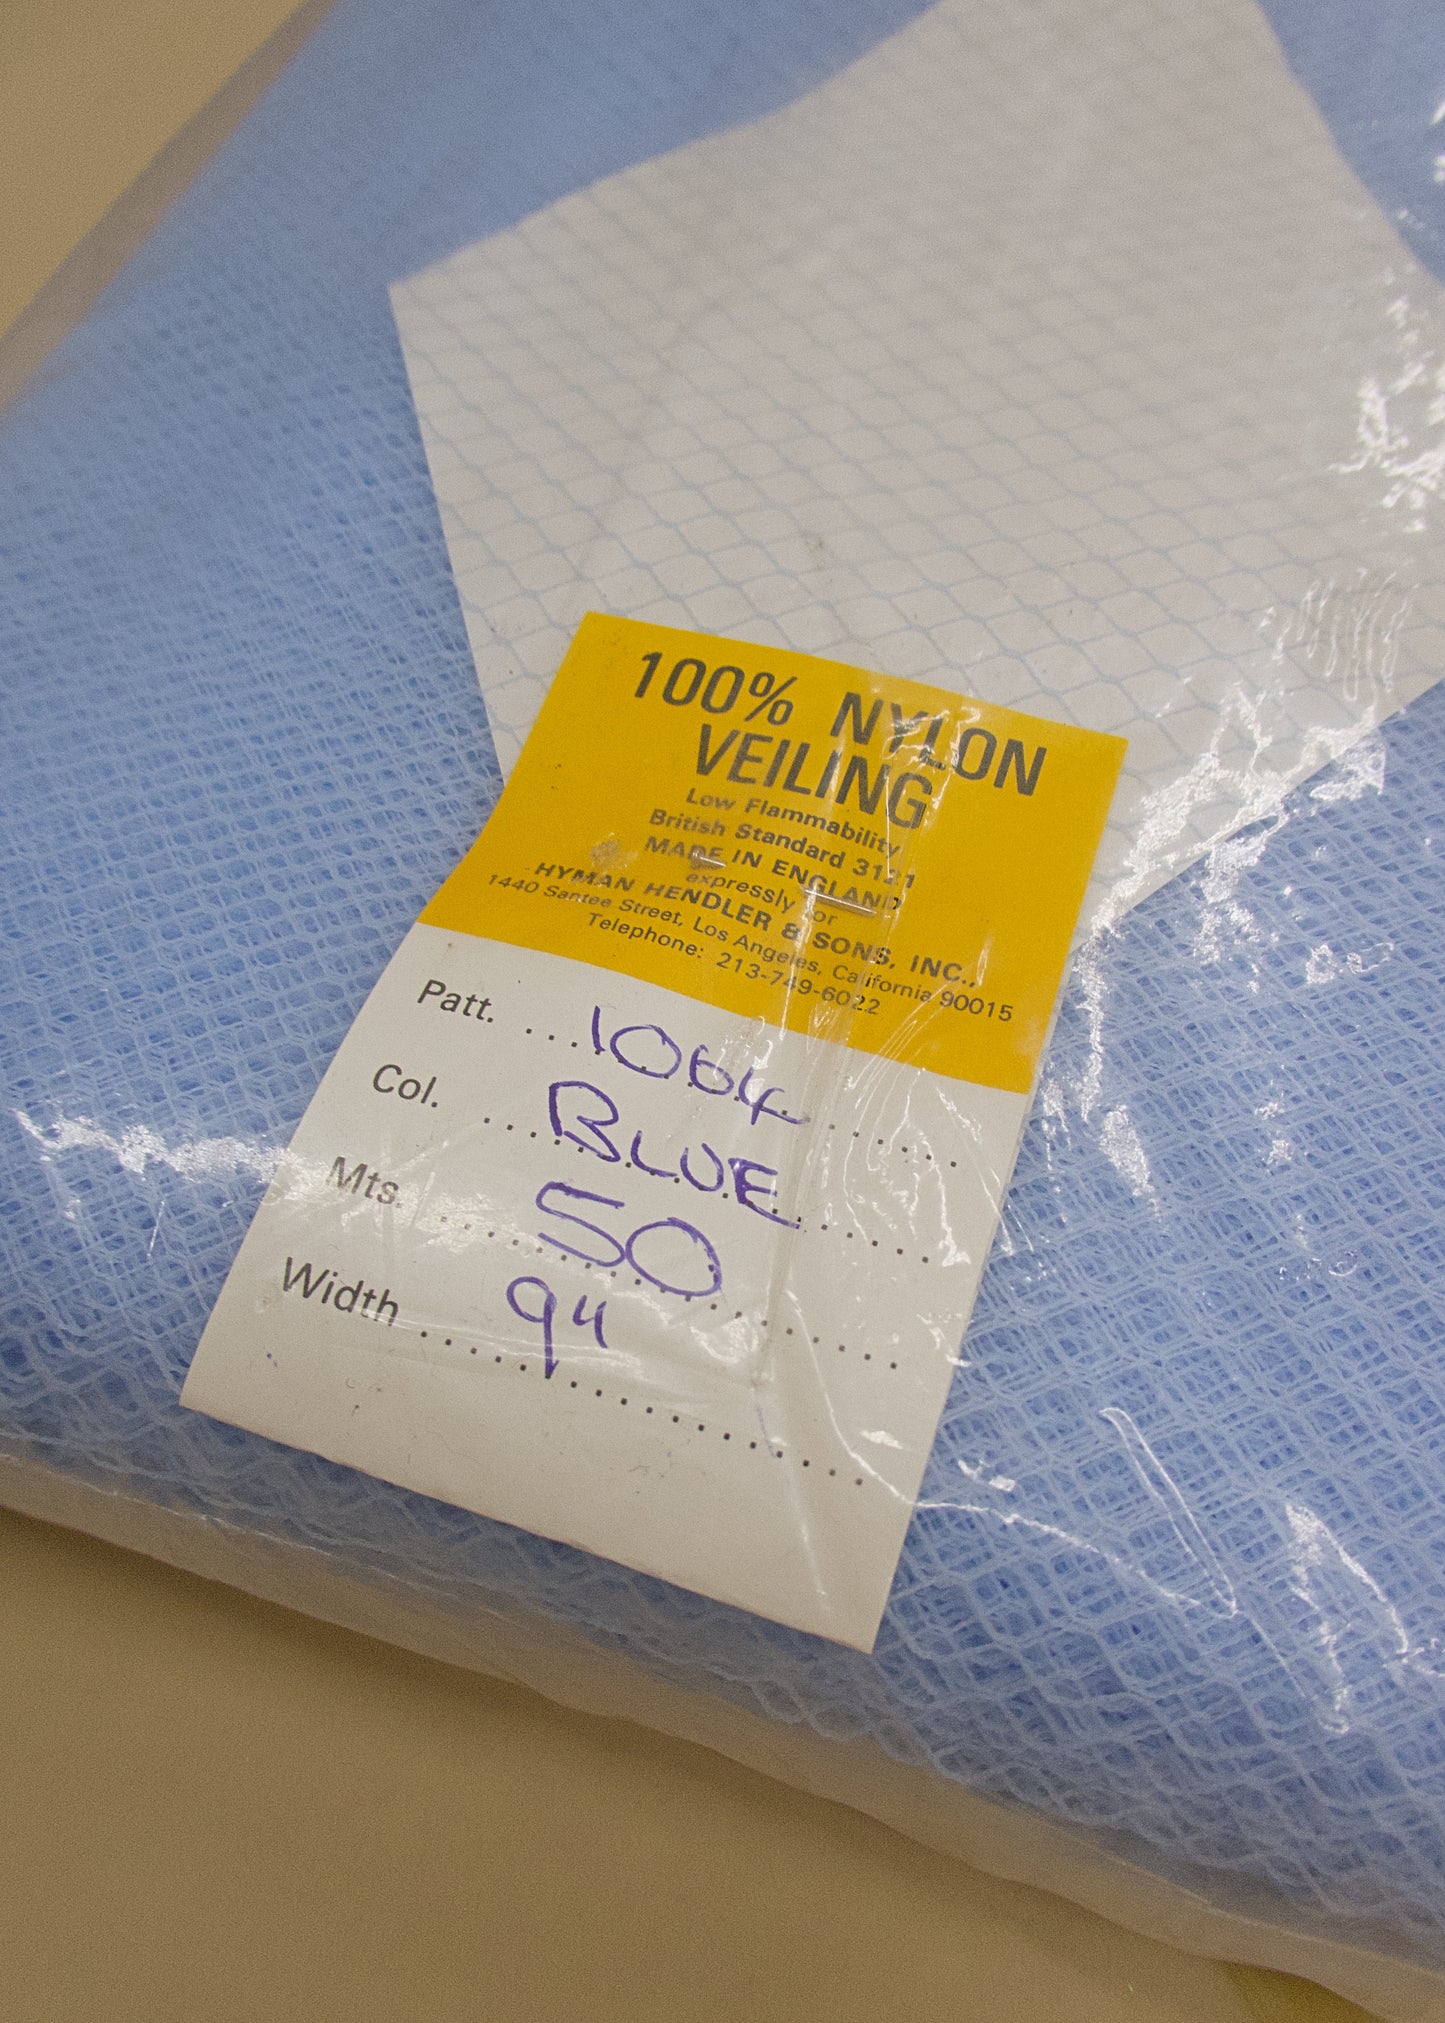 100% NYLON
VEILING
Low Flammability
British Standard 3121
MADE IN ENGLAND
expressly for
HYMAN HENDLER & SONS, INC.,
1440 Santee Street, Los Angeles, California 90015
Telephone: 213-749-6022
Patt. ...1064......
Col. ...BLUE......
Mts. ...50......
Width ...9"......